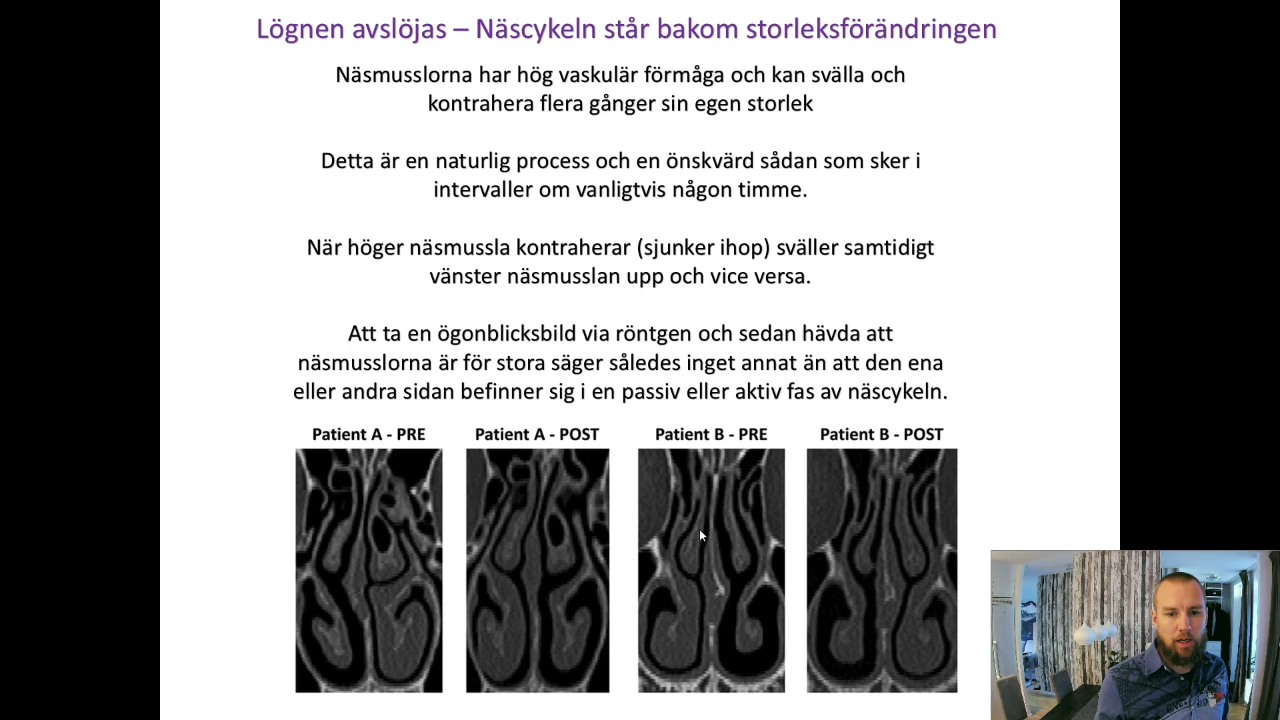 Lögnen avslöjas – Näscykeln står bakom storleksförändringen
Näsmusslorna har hög vaskulär förmåga och kan svälla och
kontrahera flera gånger sin egen storlek
Detta är en naturlig process och en önskvärd sådan som sker i
intervaller om vanligtvis någon timme.
När höger näsmussla kontraherar (sjunker ihop) sväller samtidigt
vänster näsmusslan upp och vice versa.
Att ta en ögonblicksbild via röntgen och sedan hävda att
näsmusslorna är för stora säger således inget annat än att den ena
eller andra sidan befinner sig i en passiv eller aktiv fas av näscykeln.
Patient A - PRE
Patient A - POST
Patient B - PRE
Patient B - POST